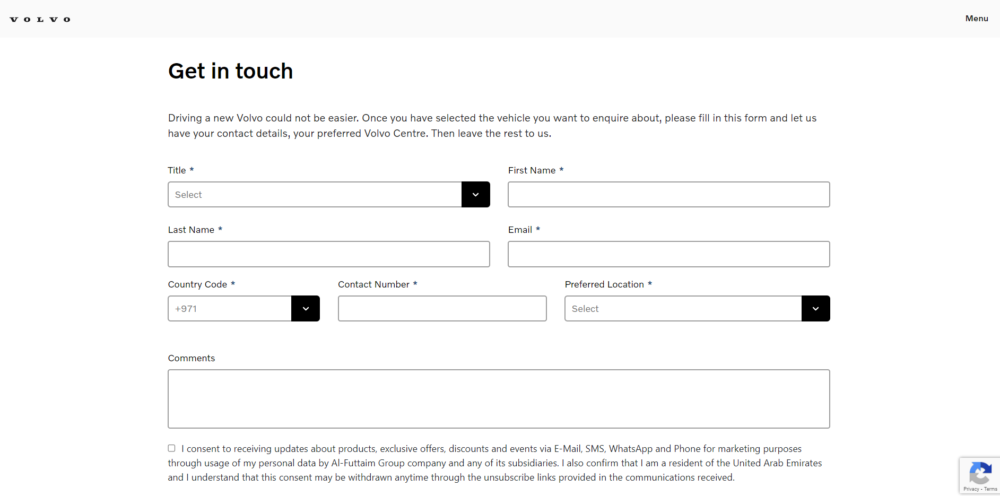 VOLVO
Menu
Get in touch
Driving a new Volvo could not be easier. Once you have selected the vehicle you want to enquire about, please fill in this form and let us
have your contact details, your preferred Volvo Centre. Then leave the rest to us.
Title *
First Name *
Select
Last Name *
Email *
Country Code *
Contact Number *
Preferred Location *
+971
Select
Comments
I consent to receiving updates about products, exclusive offers, discounts and events via E-Mail, SMS, WhatsApp and Phone for marketing purposes
through usage of my personal data by Al-Futtaim Group company and any of its subsidiaries. I also confirm that I am a resident of the United Arab Emirates
and I understand that this consent may be withdrawn anytime through the unsubscribe links provided in the communications received.
Privacy - Terms